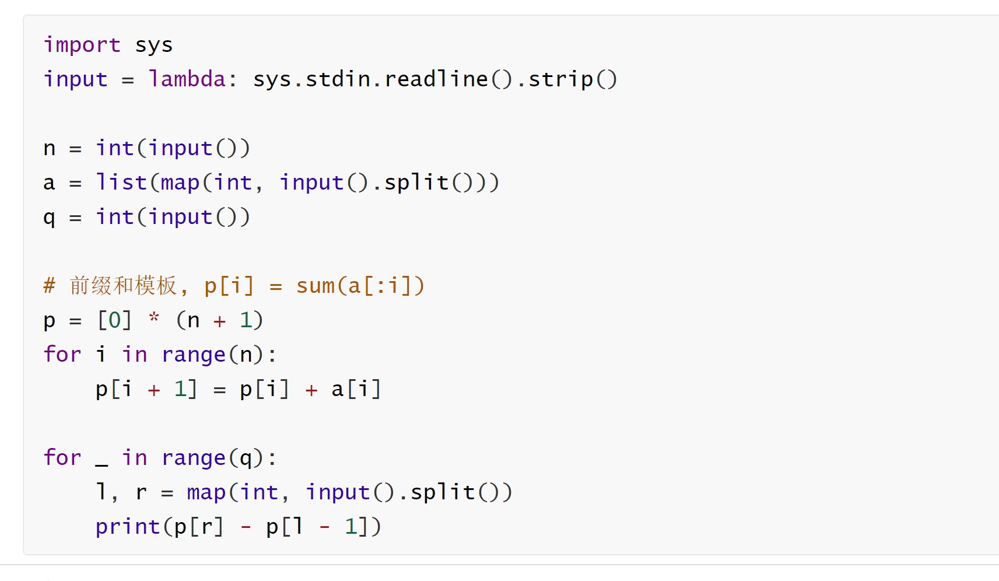 import sys
input = lambda: sys.stdin.readline().strip()
n = int(input())
a = list(map(int, input().split()))
q = int(input())
# 前缀和模板, p[i] = sum(a[:i])
p = [0] * (n + 1)
for i in range(n):
    p[i + 1] = p[i] + a[i]
for _ in range(q):
    l, r = map(int, input().split())
    print(p[r] - p[l - 1])